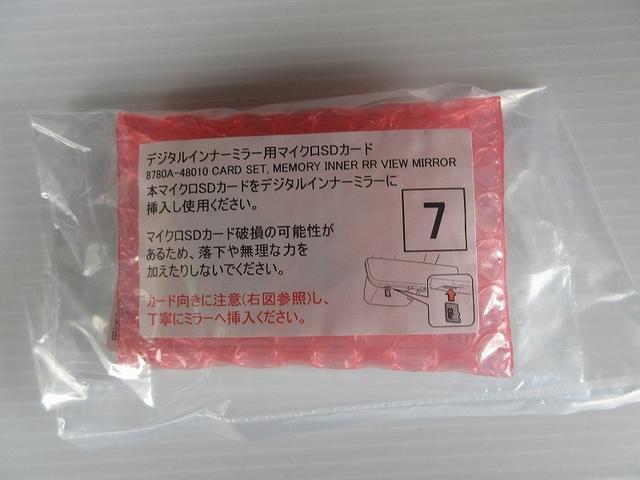 デジタルインナーミラー用マイクロSDカード
8780A-48010 CARD SET, MEMORY INNER RR VIEW MIRROR
本マイクロSDカードをデジタルインナーミラーに
挿入し使用ください。
7
マイクロSDカード破損の可能性が
あるため、落下や無理な力を
加えたりしないでください。
カード向きに注意(右図参照)し、
丁寧にミラーへ挿入ください。